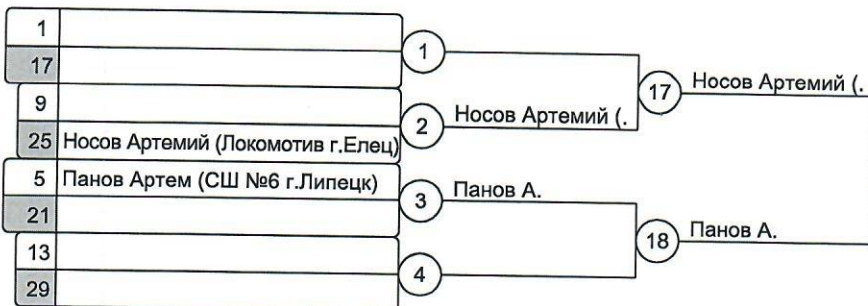 1
17
1
9
25 Носов Артемий (Локомотив г.Елец)
2 Носов Артемий (.
17 Носов Артемий (.
5 Панов Артем (СШ №6 г.Липецк)
21
3 Панов А.
13
29
4
18 Панов А.